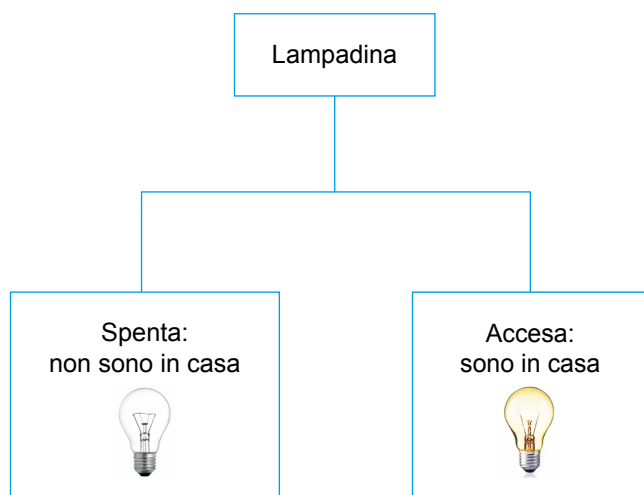 Lampadina
Spenta:
non sono in casa
Accesa:
sono in casa